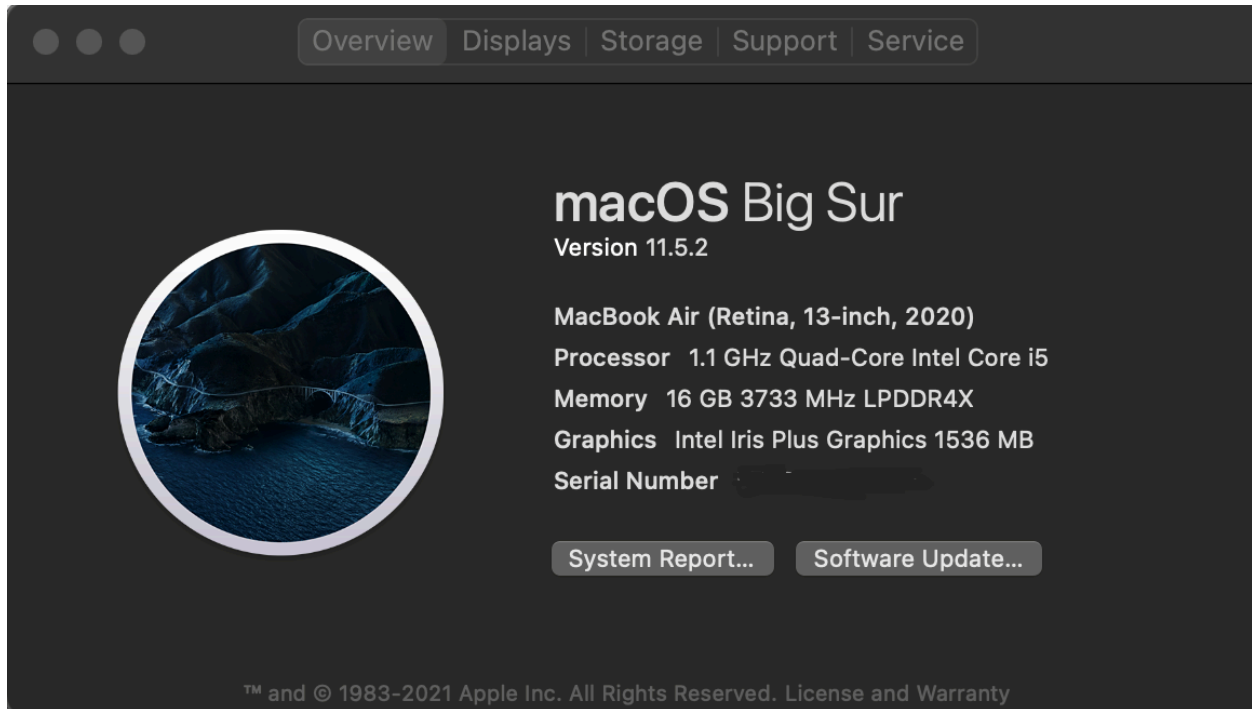 Overview Displays Storage Support Service
macOS Big Sur
Version 11.5.2
MacBook Air (Retina, 13-inch, 2020)
Processor 1.1 GHz Quad-Core Intel Core i5
Memory 16 GB 3733 MHz LPDDR4X
Graphics Intel Iris Plus Graphics 1536 MB
Serial Number
System Report... Software Update...
™ and © 1983-2021 Apple Inc. All Rights Reserved. License and Warranty